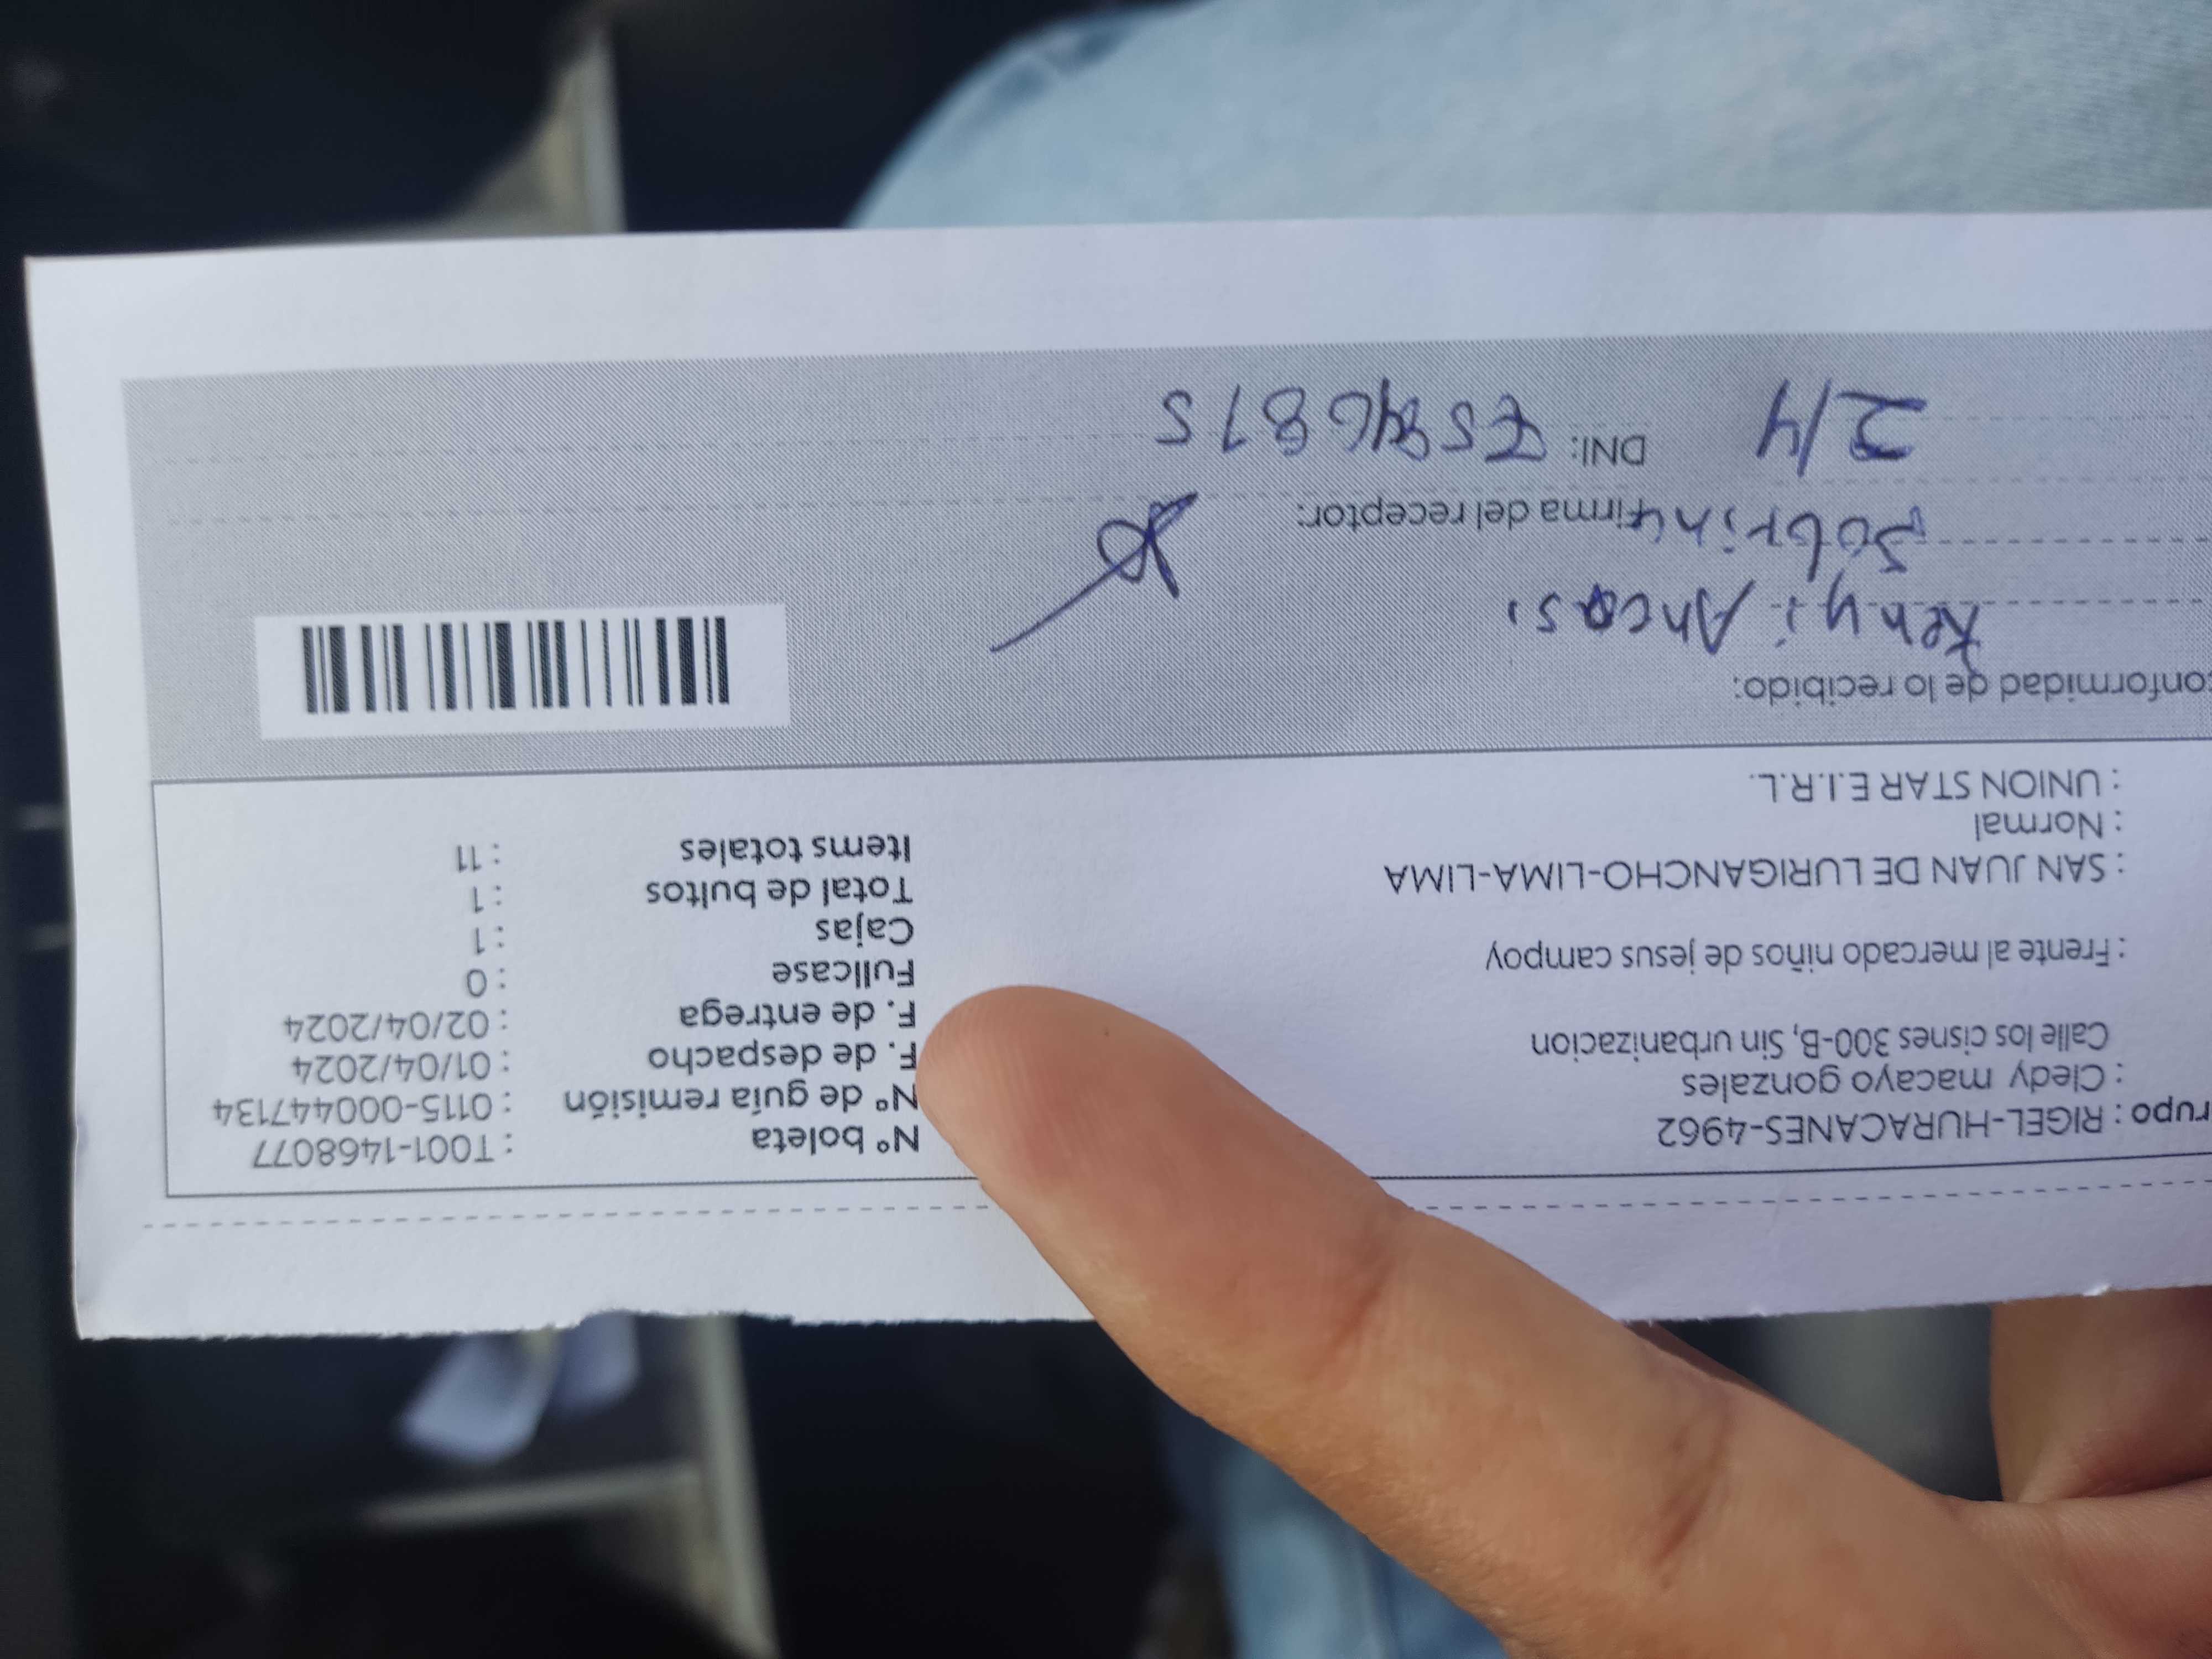 rupo : RIGEL-HURACANES-4962
: Cledy macayo gonzales
Calle los cisnes 300-B, Sin urbanizacion
: Frente al mercado niños de jesus campoy
: SAN JUAN DE LURIGANCHO-LIMA-LIMA
: Normal
: UNION STAR E.I.R.L.
N° boleta : T001-1468077
N° de guía remisión : 0115-000447134
F. de despacho : 01/04/2024
F. de entrega : 02/04/2024
Fullcase : 0
Cajas : 1
Total de bultos : 1
Items totales : 11
onformidad de lo recibido:
Kenyi Ancasi
Sobrina
Firma del receptor:
2/4
DNI: